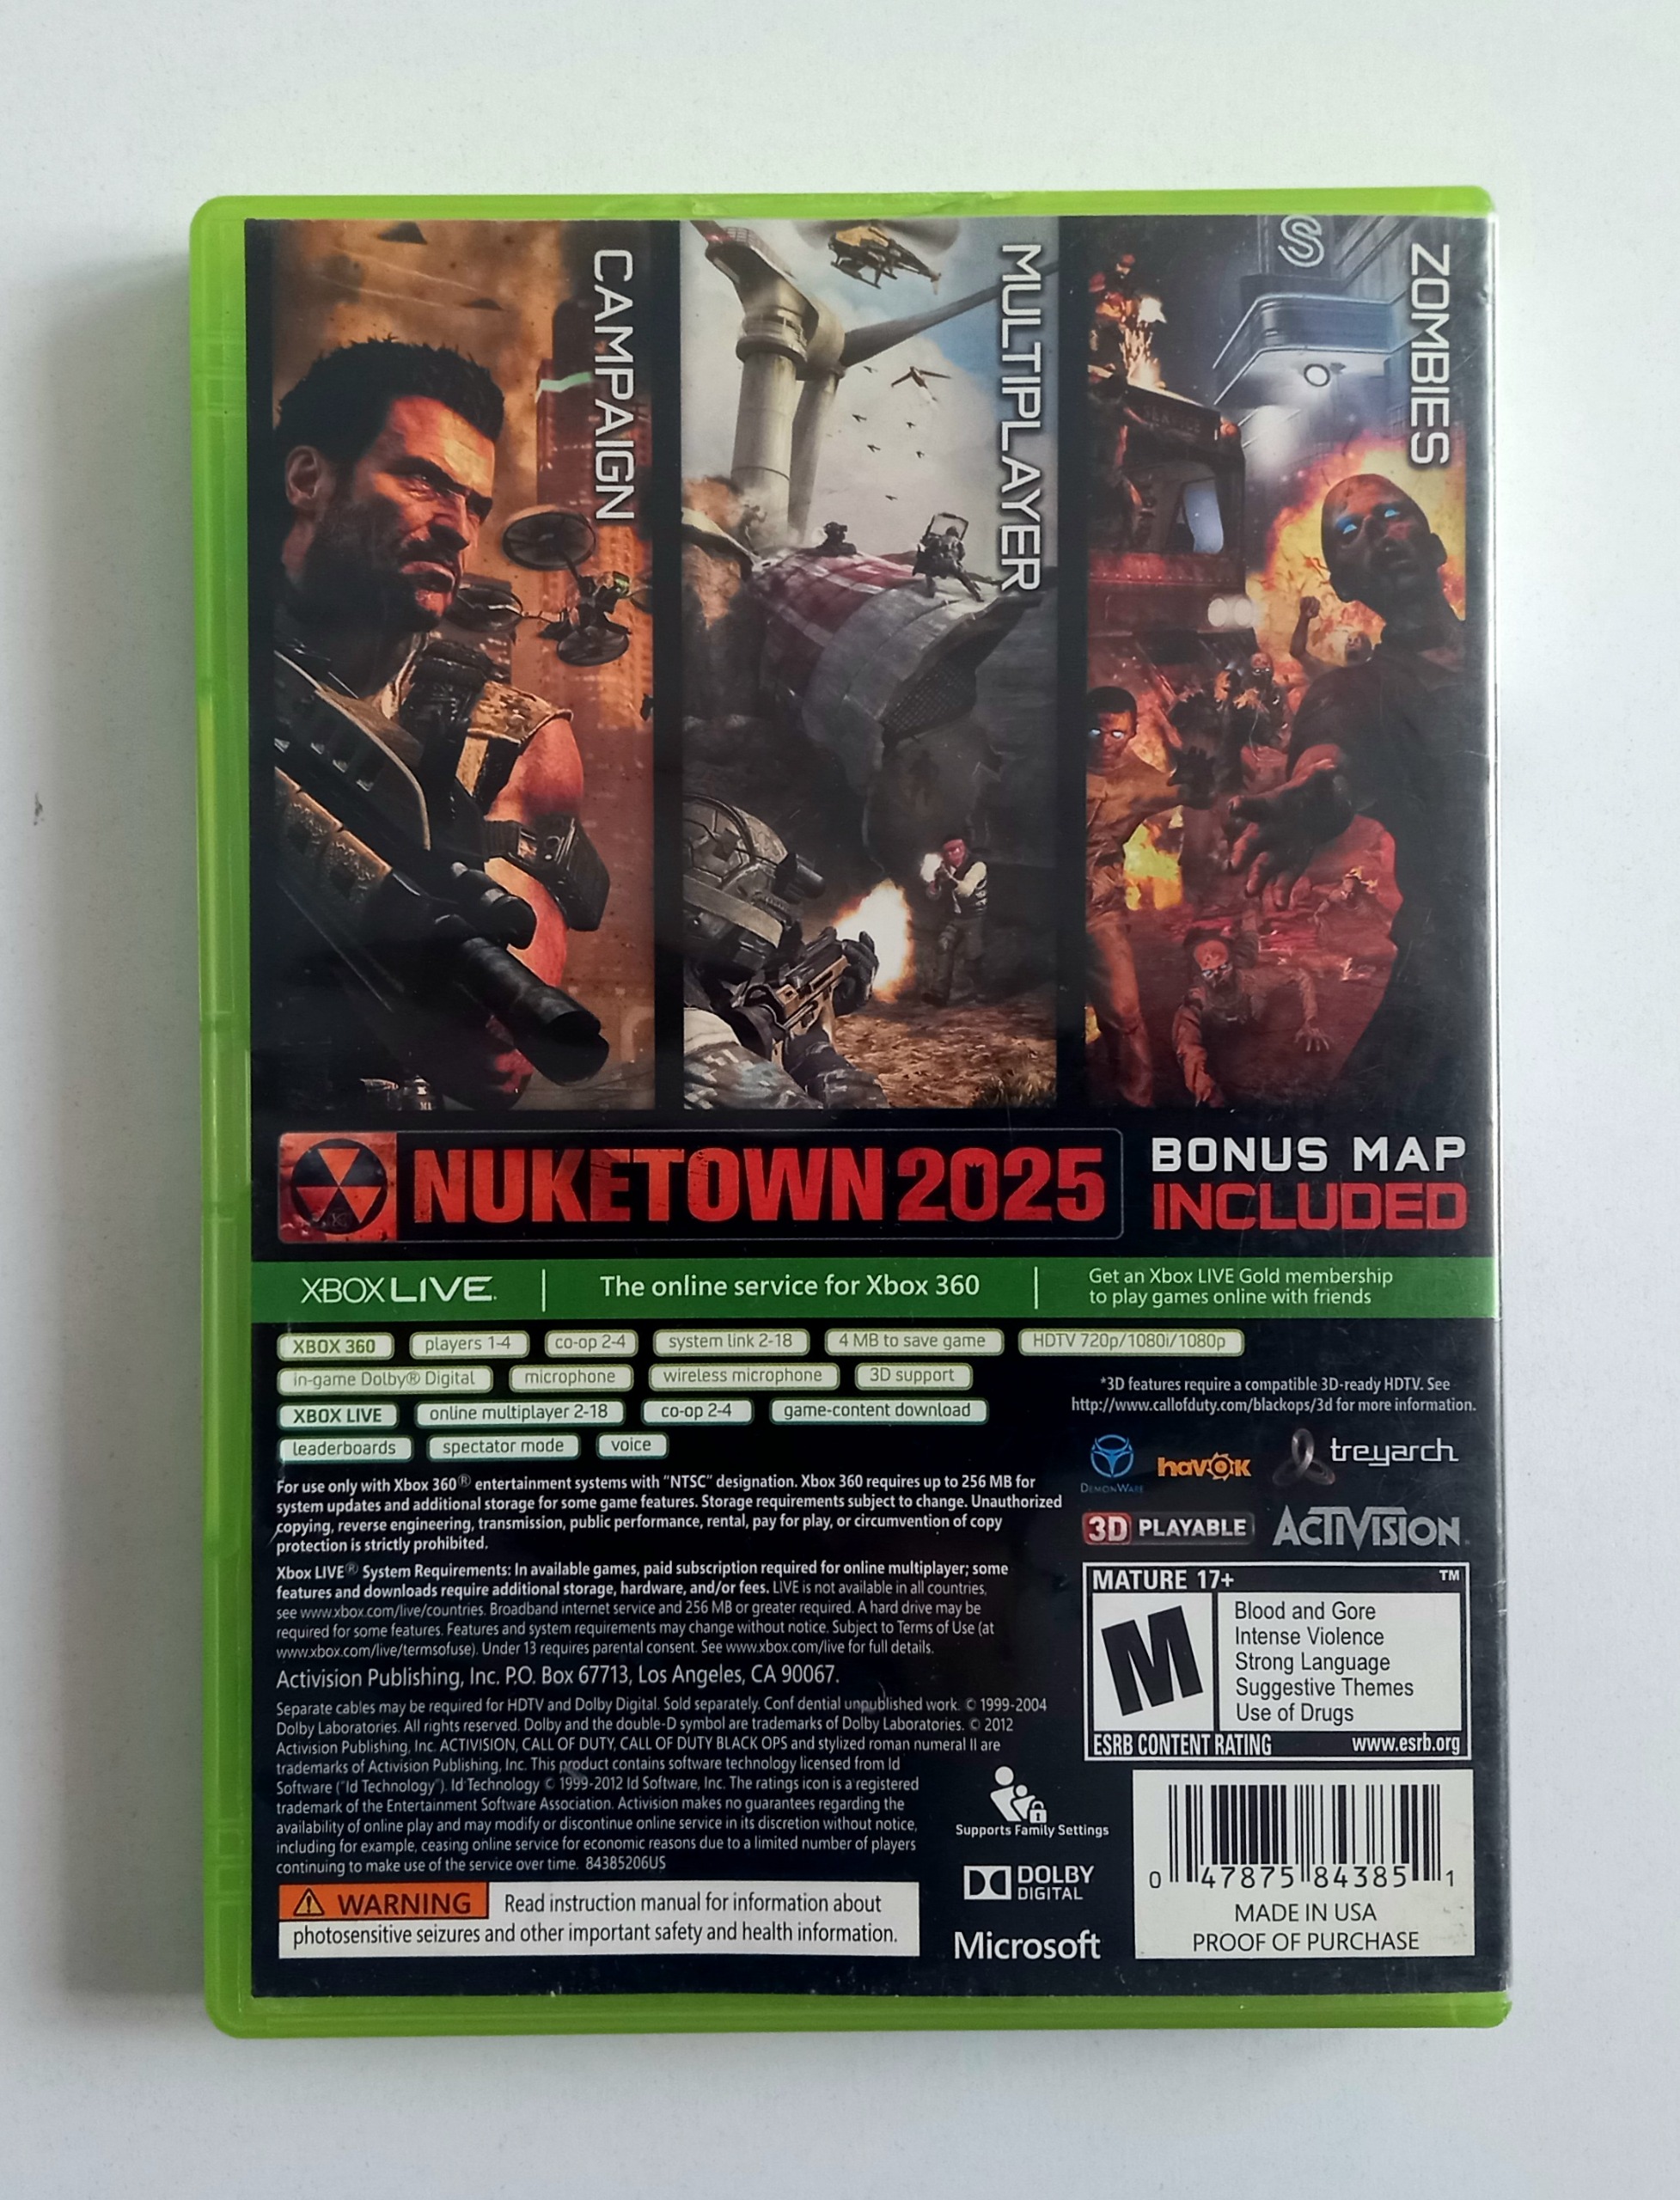 CAMPAIGN
MULTIPLAYER
ZOMBIES
S
NUKETOWN 2025
BONUS MAP
INCLUDED
XBOX LIVE.
The online service for Xbox 360
Get an Xbox LIVE Gold membership
to play games online with friends
XBOX 360 players 1-4 co-op 2-4 system link 2-18 4 MB to save game HDTV 720p/1080i/1080p
in-game Dolby® Digital microphone wireless microphone 3D support
XBOX LIVE online multiplayer 2-18 co-op 2-4 game-content download
leaderboards spectator mode voice
*3D features require a compatible 3D-ready HDTV. See
http://www.callofduty.com/blackops/3d for more information.
DEMONWARE havok treyarch
3D PLAYABLE ACTIVISION
For use only with Xbox 360® entertainment systems with "NTSC" designation. Xbox 360 requires up to 256 MB for
system updates and additional storage for some game features. Storage requirements subject to change. Unauthorized
copying, reverse engineering, transmission, public performance, rental, pay for play, or circumvention of copy
protection is strictly prohibited.
Xbox LIVE® System Requirements: In available games, paid subscription required for online multiplayer; some
features and downloads require additional storage, hardware, and/or fees. LIVE is not available in all countries,
see www.xbox.com/live/countries. Broadband internet service and 256 MB or greater required. A hard drive may be
required for some features. Features and system requirements may change without notice. Subject to Terms of Use (at
www.xbox.com/live/termsofuse). Under 13 requires parental consent. See www.xbox.com/live for full details.
Activision Publishing, Inc. P.O. Box 67713, Los Angeles, CA 90067.
Separate cables may be required for HDTV and Dolby Digital. Sold separately. Conf dential unpublished work. © 1999-2004
Dolby Laboratories. All rights reserved. Dolby and the double-D symbol are trademarks of Dolby Laboratories. © 2012
Activision Publishing, Inc. ACTIVISION, CALL OF DUTY, CALL OF DUTY BLACK OPS and stylized roman numeral II are
trademarks of Activision Publishing, Inc. This product contains software technology licensed from Id
Software ("Id Technology"). Id Technology © 1999-2012 Id Software, Inc. The ratings icon is a registered
trademark of the Entertainment Software Association. Activision makes no guarantees regarding the
availability of online play and may modify or discontinue online service in its discretion without notice,
including for example, ceasing online service for economic reasons due to a limited number of players
continuing to make use of the service over time. 84385206US
WARNING Read instruction manual for information about
photosensitive seizures and other important safety and health information.
MATURE 17+ ™
M
Blood and Gore
Intense Violence
Strong Language
Suggestive Themes
Use of Drugs
ESRB CONTENT RATING www.esrb.org
Supports Family Settings
DOLBY
DIGITAL
Microsoft
0 47875 84385 1
MADE IN USA
PROOF OF PURCHASE